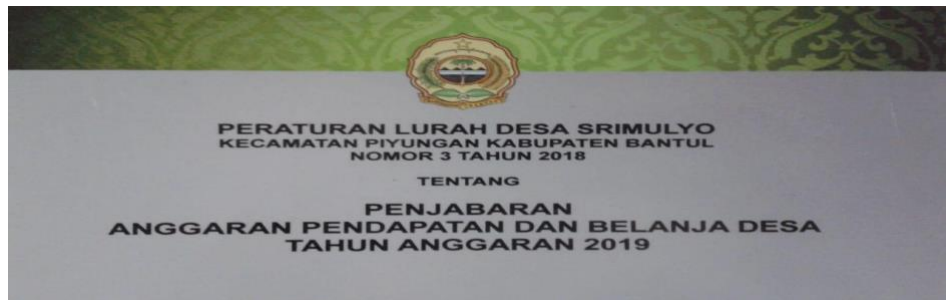 PERATURAN LURAH DESA SRIMULYO
KECAMATAN PIYUNGAN KABUPATEN BANTUL
NOMOR 3 TAHUN 2018
TENTANG
PENJABARAN
ANGGARAN PENDAPATAN DAN BELANJA DESA
TAHUN ANGGARAN 2019